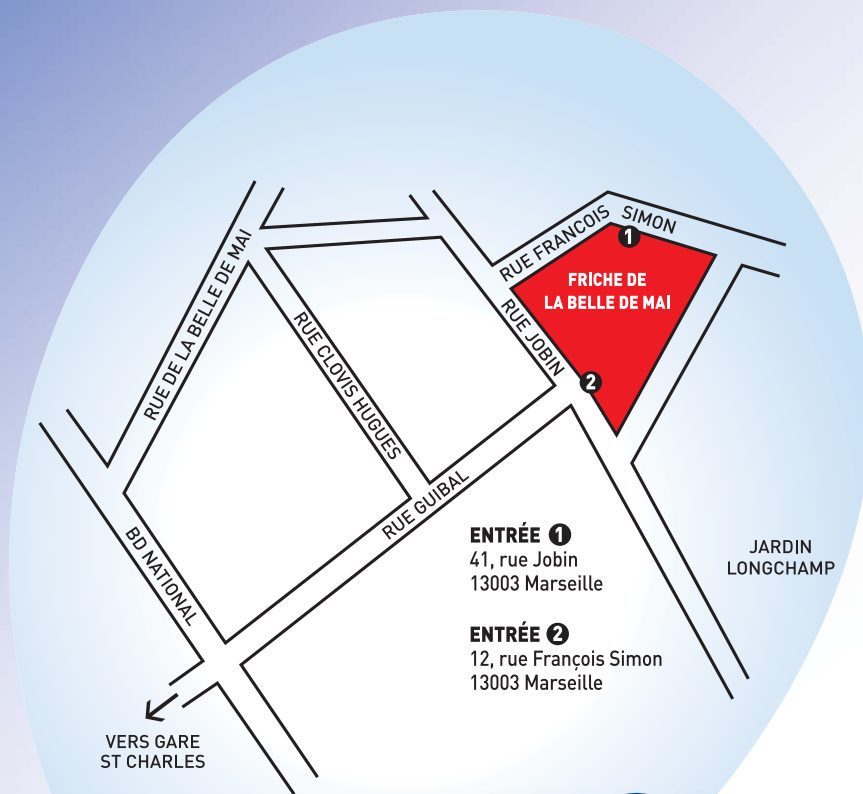 RUE FRANCOIS SIMON
1
FRICHE DE
LA BELLE DE MAI
RUE DE LA BELLE DE MAI
RUE CLOVIS HUGUES
RUE JOBIN
2
RUE GUIBAL
BD NATIONAL
ENTRÉE 1
41, rue Jobin
13003 Marseille
JARDIN
LONGCHAMP
ENTRÉE 2
12, rue François Simon
13003 Marseille
VERS GARE
ST CHARLES